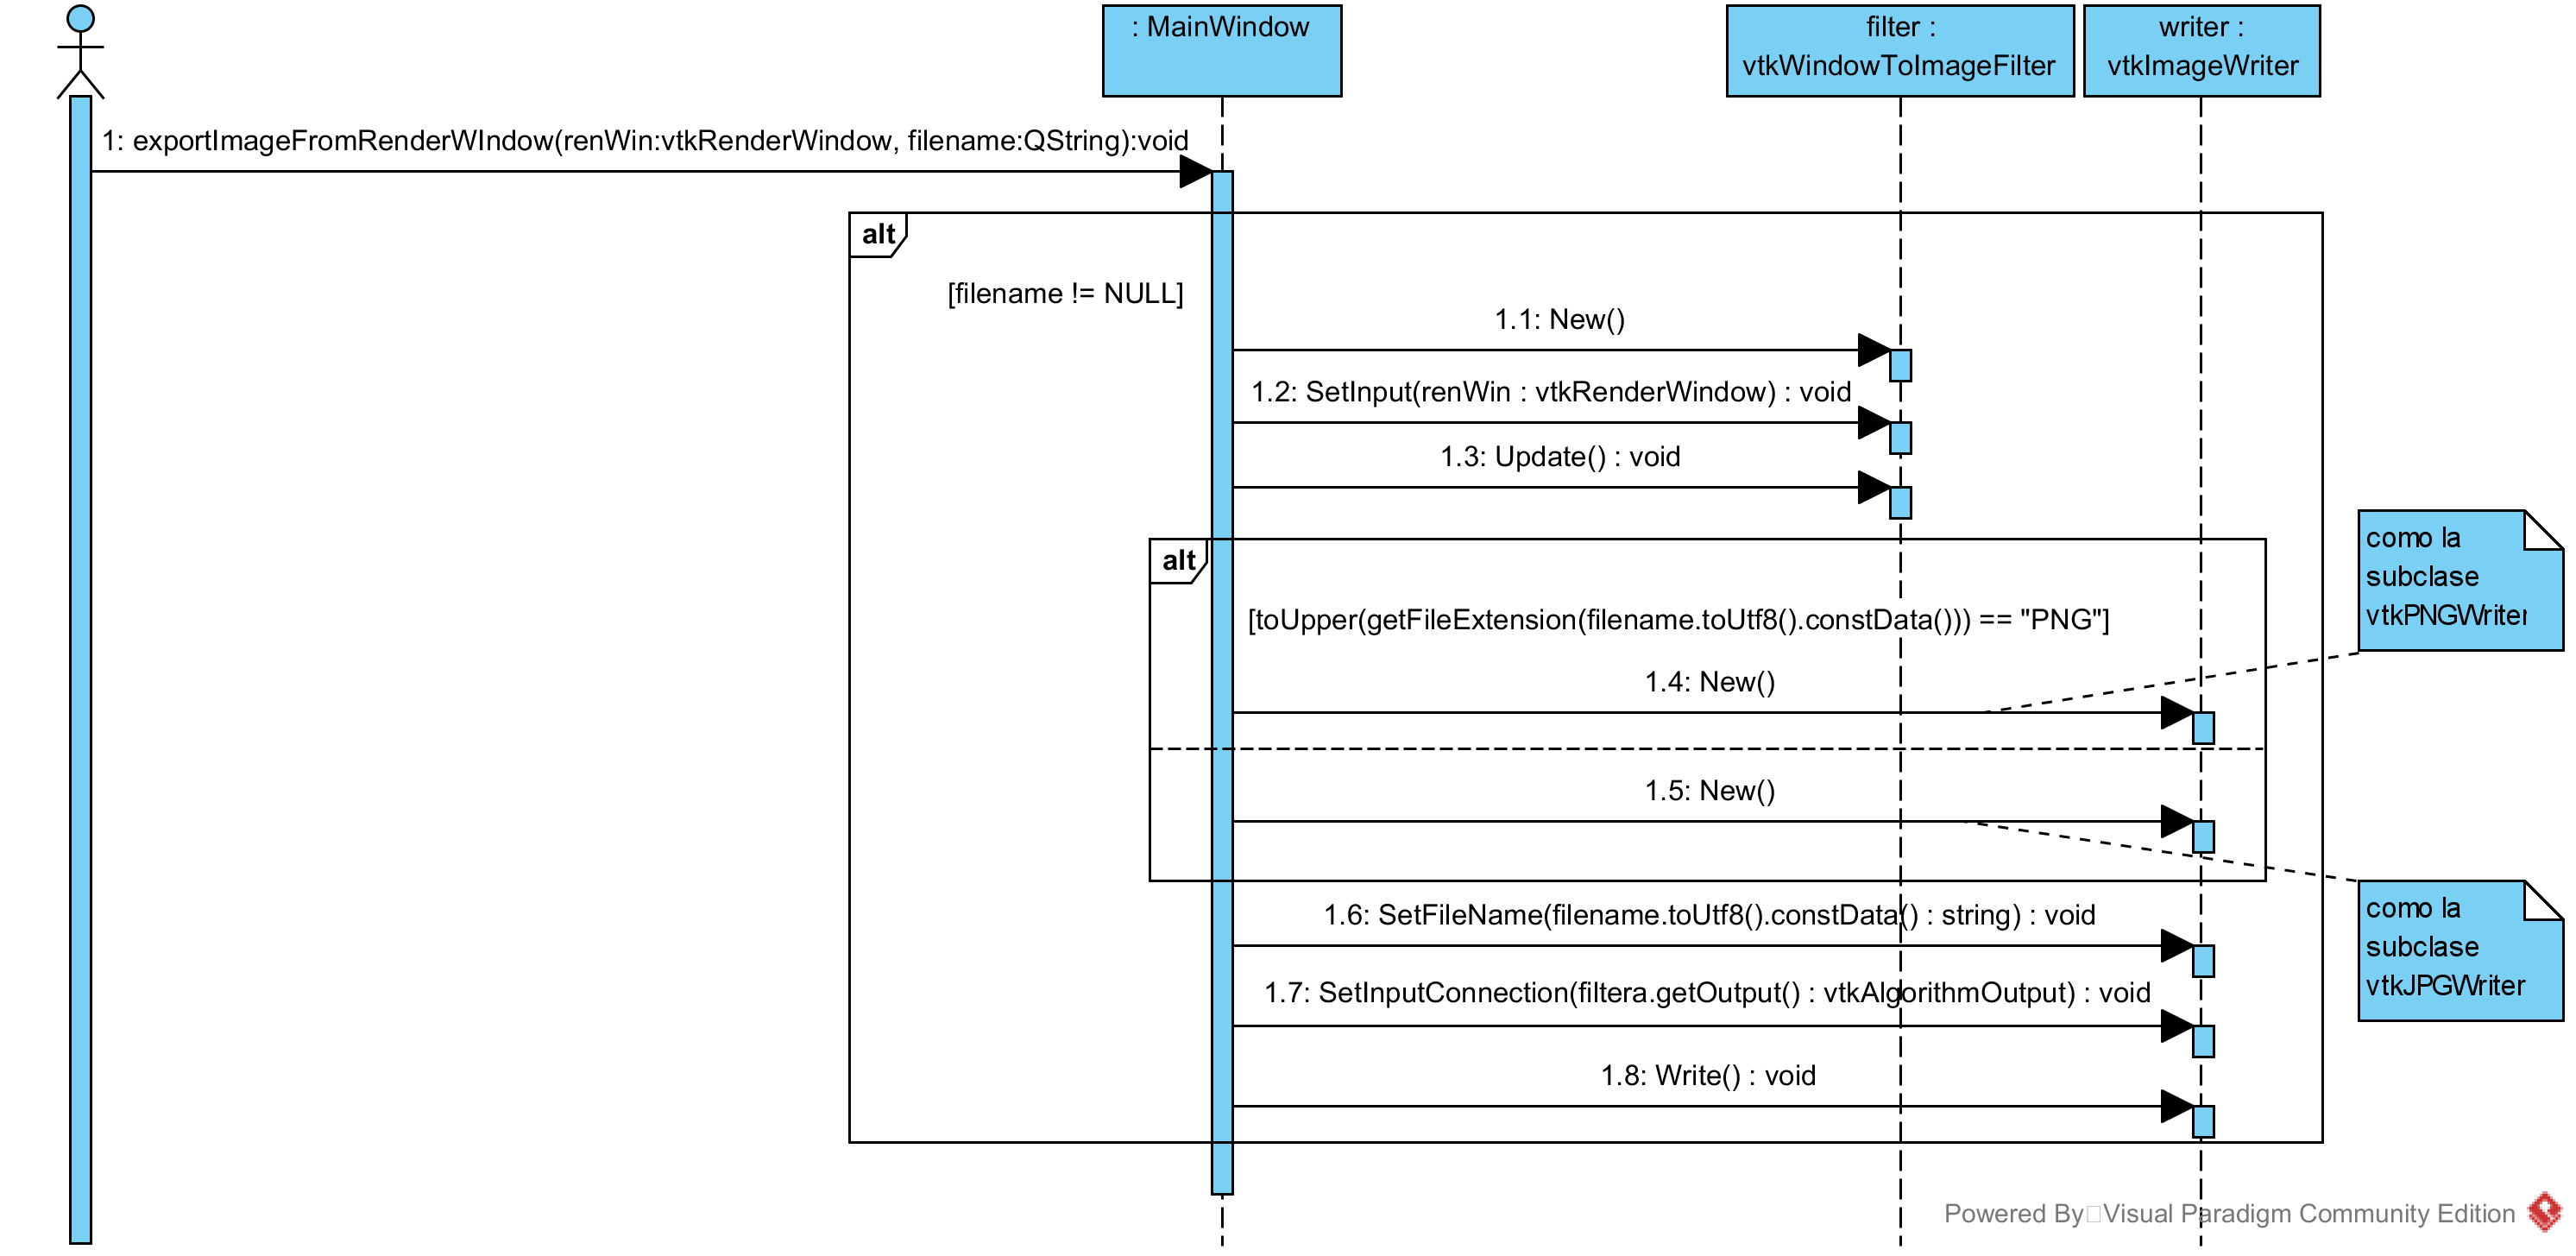 : MainWindow
filter :
vtkWindowToImageFilter
writer :
vtkImageWriter
1: exportImageFromRenderWIndow(renWin:vtkRenderWindow, filename:QString):void
alt
[filename != NULL]
1.1: New()
1.2: SetInput(renWin : vtkRenderWindow) : void
1.3: Update() : void
alt
[toUpper(getFileExtension(filename.toUtf8().constData())) == "PNG"]
como la
subclase
vtkPNGWriter
1.4: New()
1.5: New()
1.6: SetFileName(filename.toUtf8().constData() : string) : void
como la
subclase
vtkJPGWriter
1.7: SetInputConnection(filtera.getOutput() : vtkAlgorithmOutput) : void
1.8: Write() : void
Powered By Visual Paradigm Community Edition